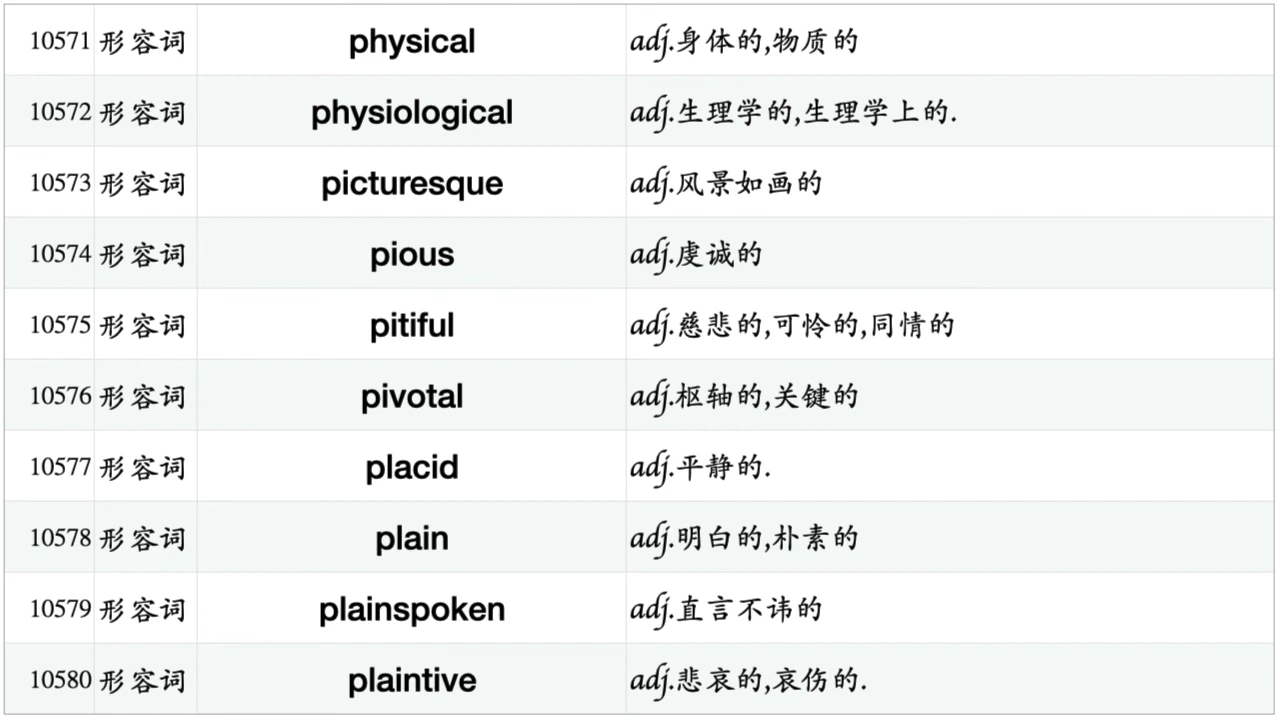 10571 形容词 physical adj.身体的,物质的
10572 形容词 physiological adj.生理学的,生理学上的.
10573 形容词 picturesque adj.风景如画的
10574 形容词 pious adj.虔诚的
10575 形容词 pitiful adj.慈悲的,可怜的,同情的
10576 形容词 pivotal adj.枢轴的,关键的
10577 形容词 placid adj.平静的.
10578 形容词 plain adj.明白的,朴素的
10579 形容词 plainspoken adj.直言不讳的
10580 形容词 plaintive adj.悲哀的,哀伤的.